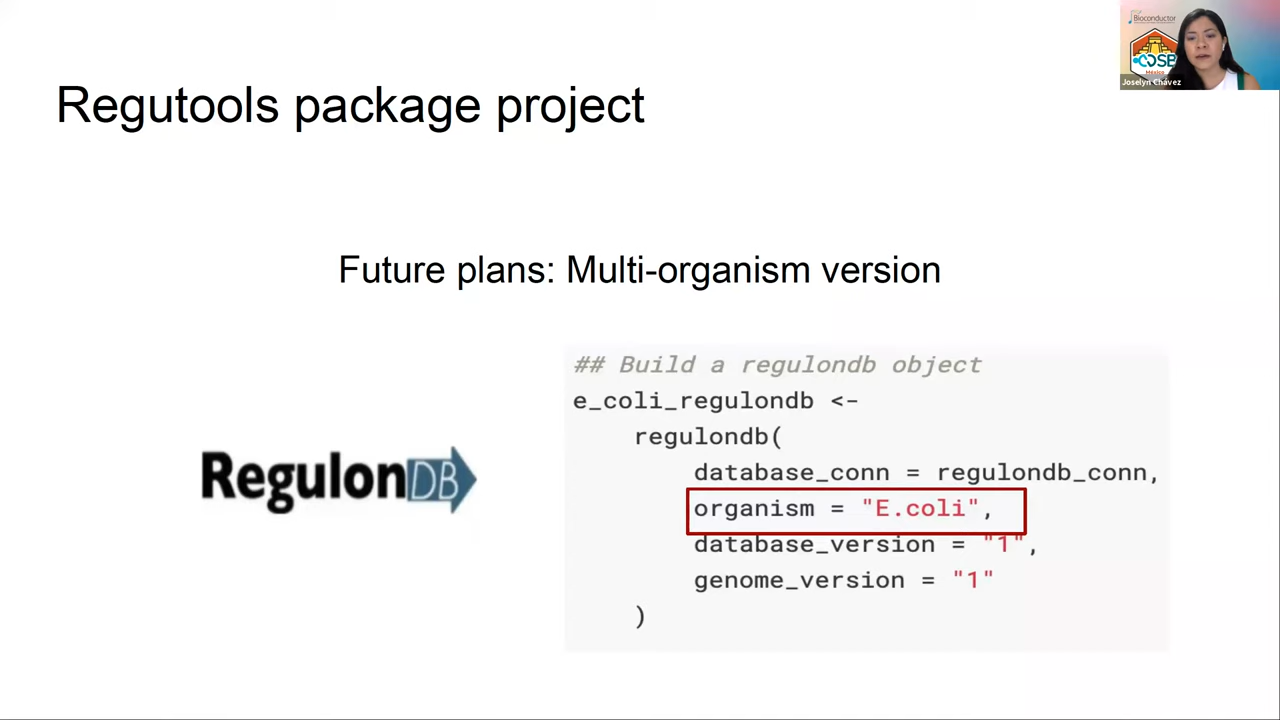 Bioconductor
CDSB
México
Joselyn Chávez
Regutools package project
Future plans: Multi-organism version
RegulonDB
## Build a regulondb object
e_coli_regulondb <-
regulondb(
database_conn = regulondb_conn,
organism = "E.coli",
database_version = "1",
genome_version = "1"
)